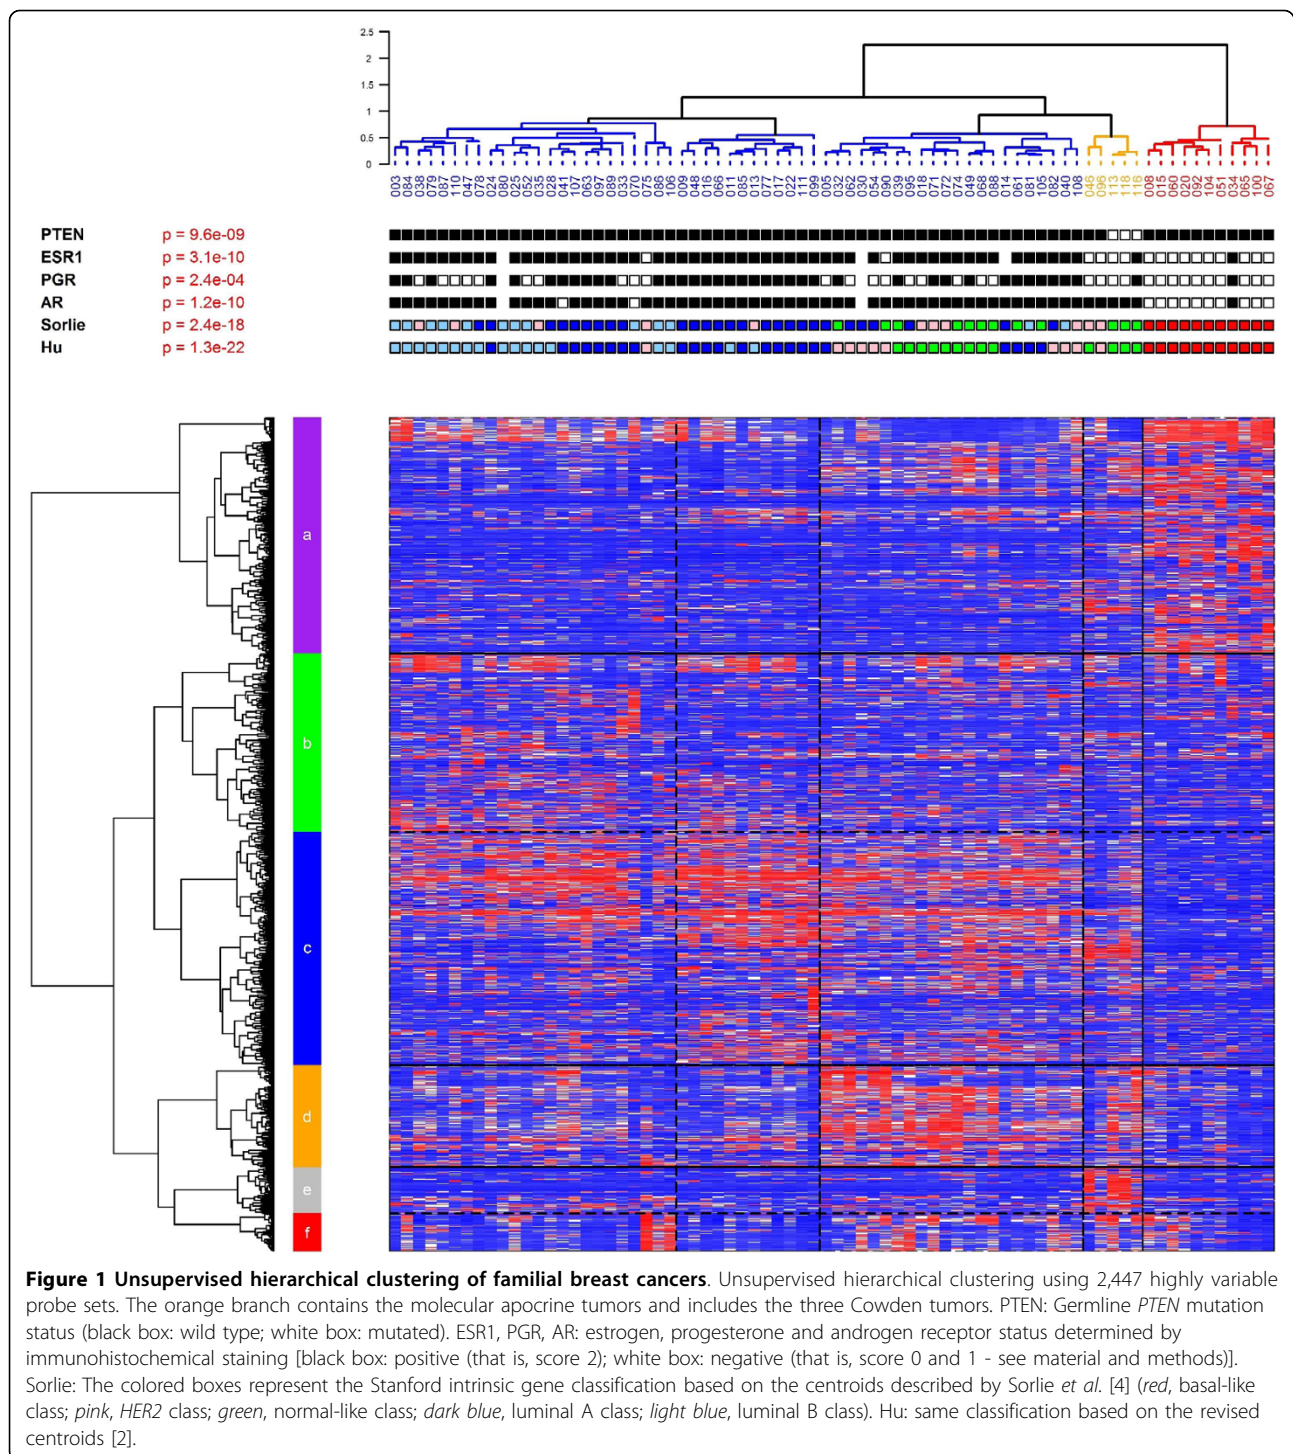 2.5
2
1.5
1
0.5
0
003 084 038 079 087 110 047 078 024 080 025 052 035 028 041 107 063 097 089 033 070 075 086 106 009 048 016 066 011 085 013 077 017 022 111 099 005 032 062 030 054 090 039 095 018 071 072 074 049 068 088 014 061 081 105 082 040 108 046 096 113 118 116 008 015 060 020 092 104 051 034 065 100 067
PTEN p = 9.6e-09
ESR1 p = 3.1e-10
PGR p = 2.4e-04
AR p = 1.2e-10
Sorlie p = 2.4e-18
Hu p = 1.3e-22
a
b
c
d
e
f
Figure 1 Unsupervised hierarchical clustering of familial breast cancers. Unsupervised hierarchical clustering using 2,447 highly variable
probe sets. The orange branch contains the molecular apocrine tumors and includes the three Cowden tumors. PTEN: Germline PTEN mutation
status (black box: wild type; white box: mutated). ESR1, PGR, AR: estrogen, progesterone and androgen receptor status determined by
immunohistochemical staining [black box: positive (that is, score 2); white box: negative (that is, score 0 and 1 - see material and methods)].
Sorlie: The colored boxes represent the Stanford intrinsic gene classification based on the centroids described by Sorlie et al. [4] (red, basal-like
class; pink, HER2 class; green, normal-like class; dark blue, luminal A class; light blue, luminal B class). Hu: same classification based on the revised
centroids [2].